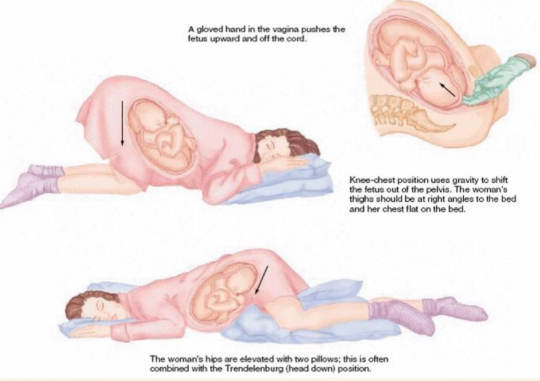 A gloved hand in the vagina pushes the
fetus upward and off the cord.
Knee-chest position uses gravity to shift
the fetus out of the pelvis. The woman's
thighs should be at right angles to the bed
and her chest flat on the bed.
The woman's hips are elevated with two pillows; this is often
combined with the Trendelenburg (head down) position.